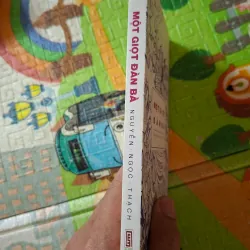 MỘT GIỌT ĐÀN BÀ
NGUYỄN NGỌC THẠCH